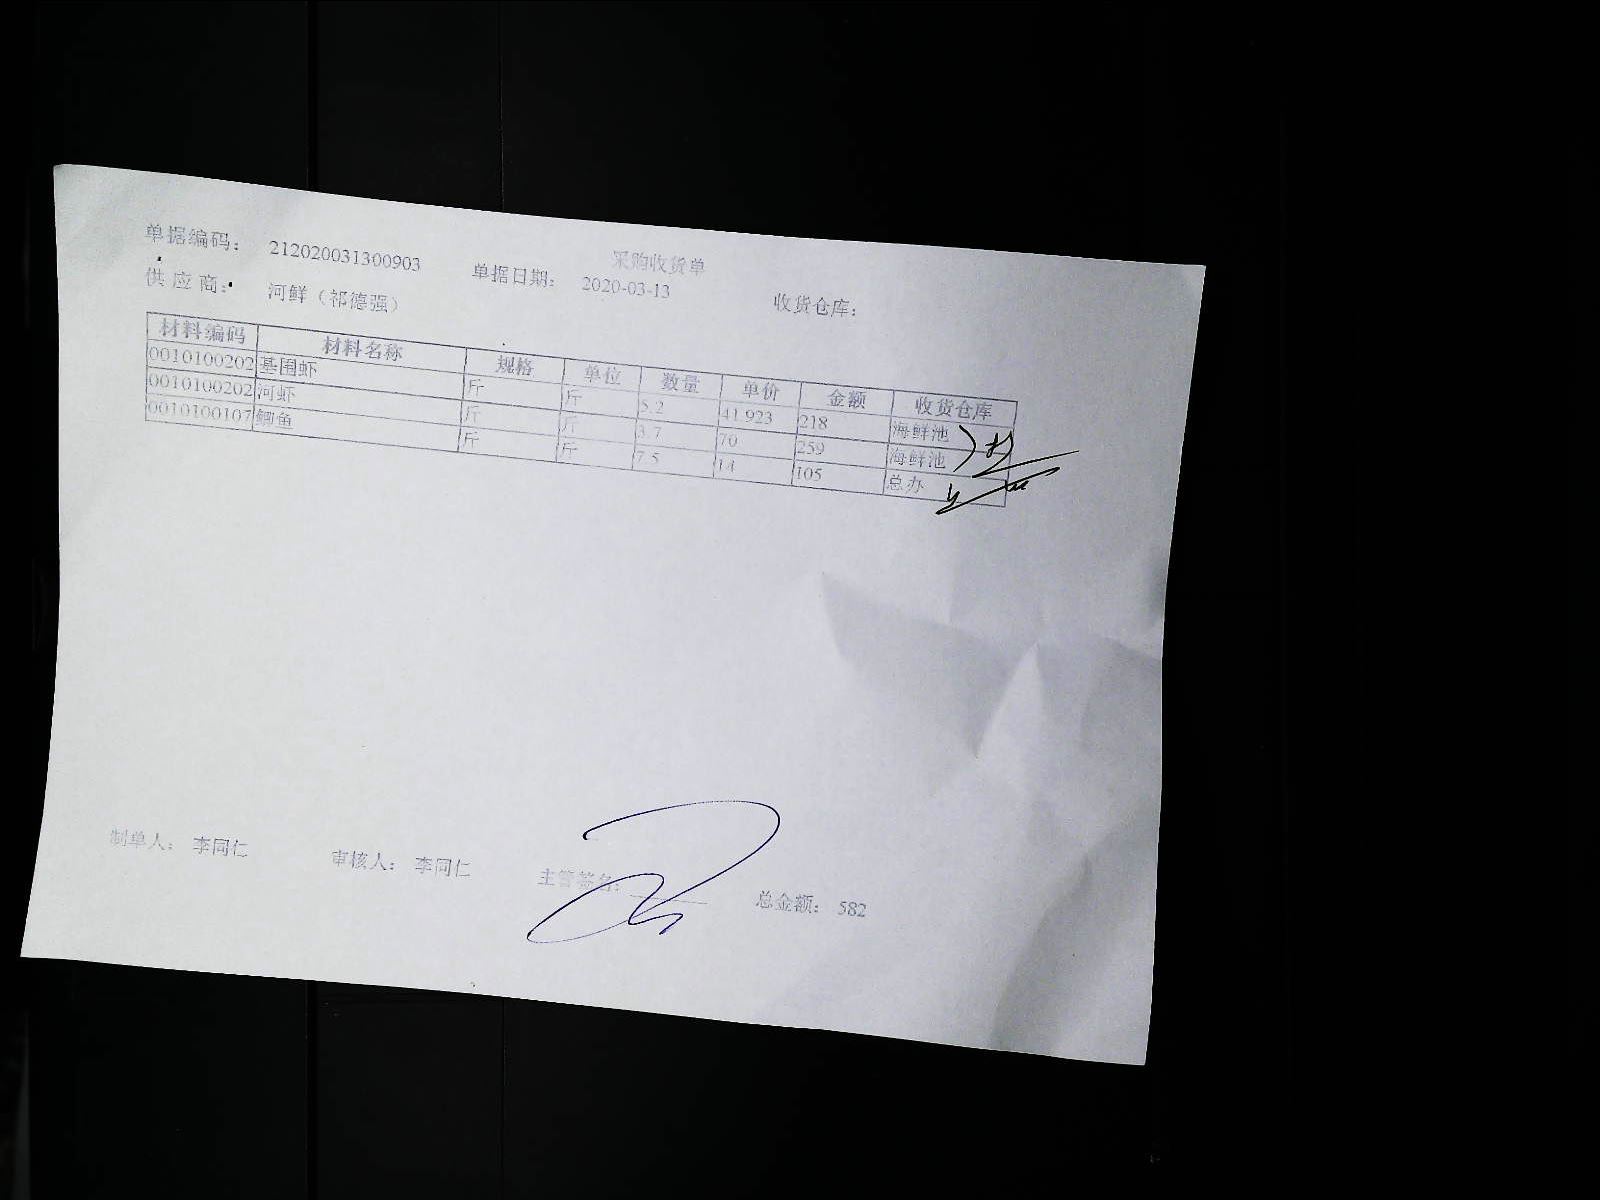 采购收货单
单据编码： 212020031300903 单据日期： 2020-03-13 收货仓库：
供 应 商： 河鲜（祁德强）
材料编码 材料名称 规格 单位 数量 单价 金额 收货仓库
0010100202 基围虾 斤 斤 5.2 41.923 218 海鲜池
0010100202 河虾 斤 斤 3.7 70 259 海鲜池
0010100107 鲫鱼 斤 斤 7.5 14 105 总办
制单人： 李同仁 审核人： 李同仁 主管签名： 总金额： 582